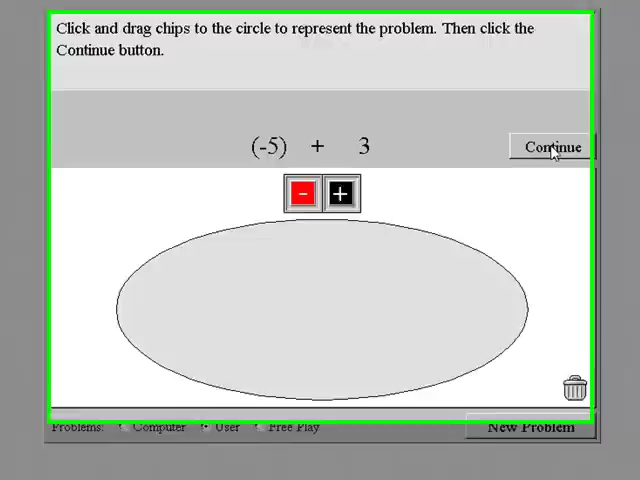 Click and drag chips to the circle to represent the problem. Then click the
Continue button.
(-5) + 3
Continue
- +
Problems: Computer User Free Play
New Problem